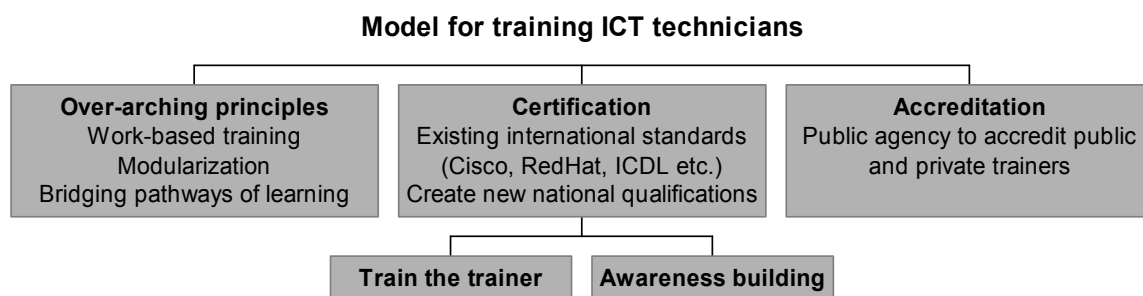 Model for training ICT technicians
Over-arching principles
Work-based training
Modularization
Bridging pathways of learning
Certification
Existing international standards
(Cisco, RedHat, ICDL etc.)
Create new national qualifications
Accreditation
Public agency to accredit public
and private trainers
Train the trainer
Awareness building